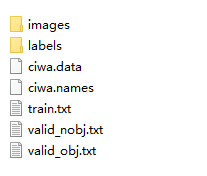 images
labels
ciwa.data
ciwa.names
train.txt
valid_nobj.txt
valid_obj.txt